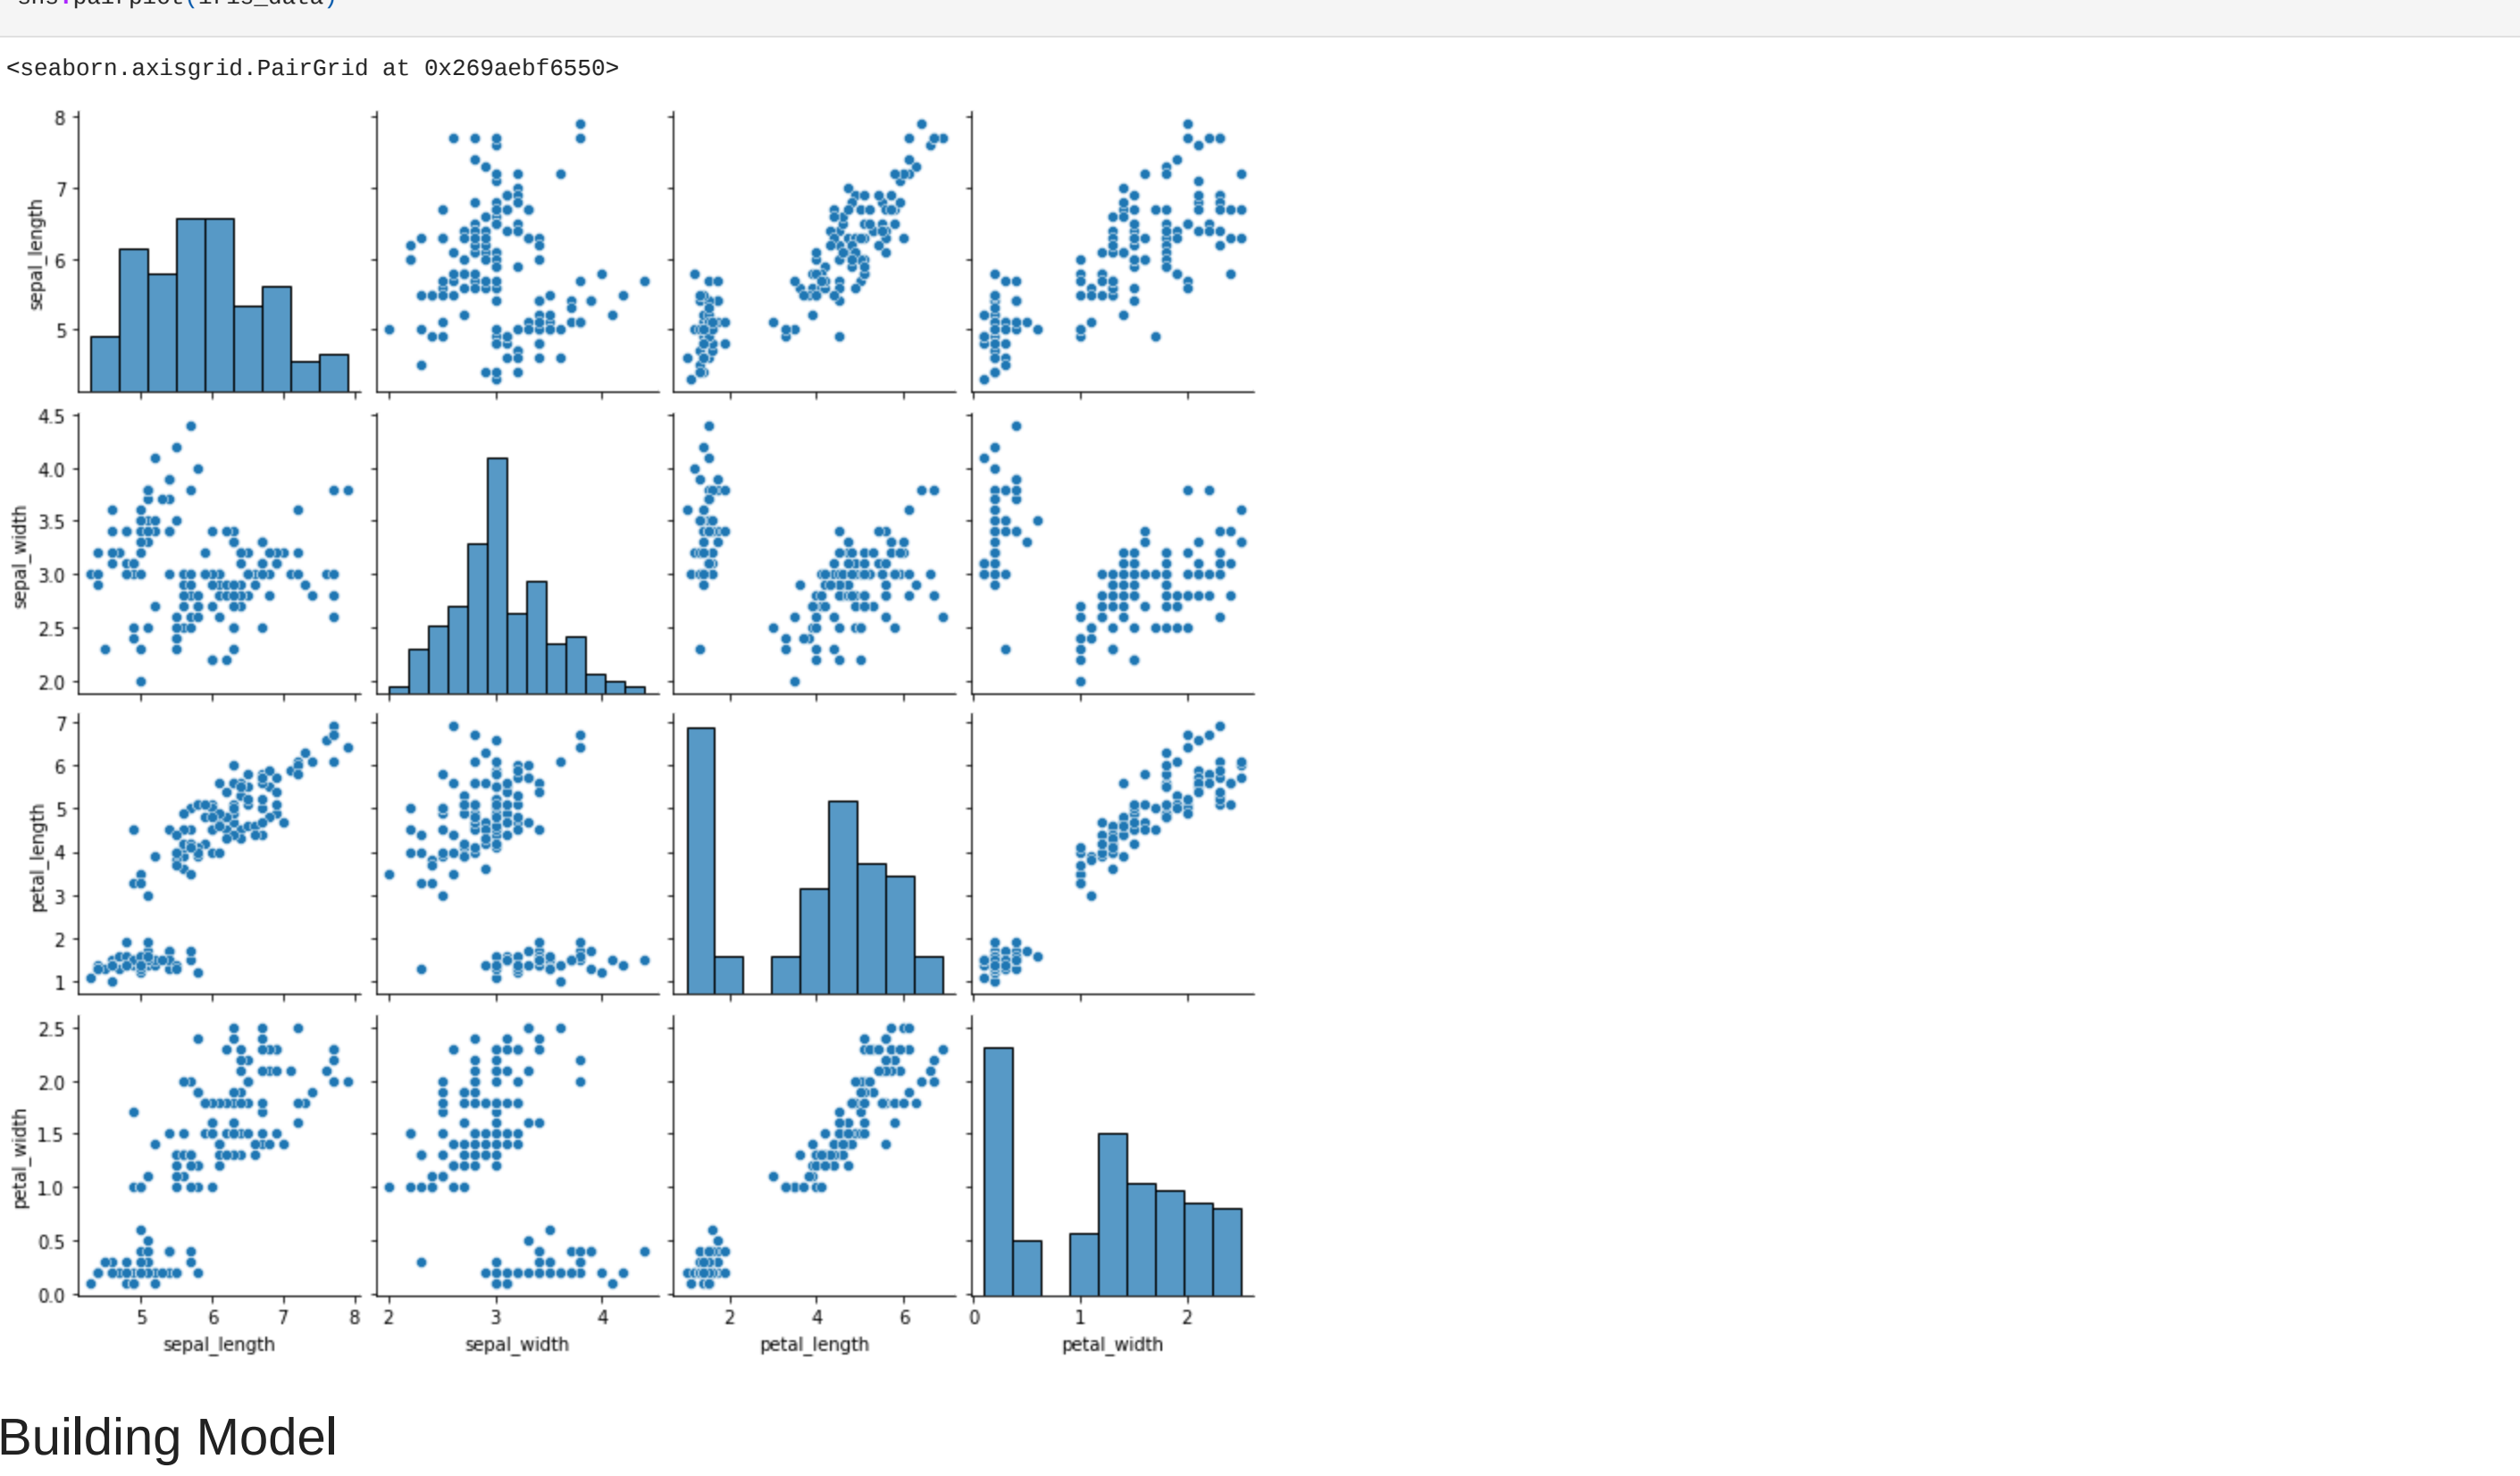 sns.pairplot(iris_data)
<seaborn.axisgrid.PairGrid at 0x269aebf6550>
8
7
6
5
sepal_length
4.5
4.0
3.5
3.0
2.5
2.0
sepal_width
7
6
5
4
3
2
1
petal_length
2.5
2.0
1.5
1.0
0.5
0.0
petal_width
5 6 7 8 2 3 4 2 4 6 0 1 2
sepal_length sepal_width petal_length petal_width
Building Model